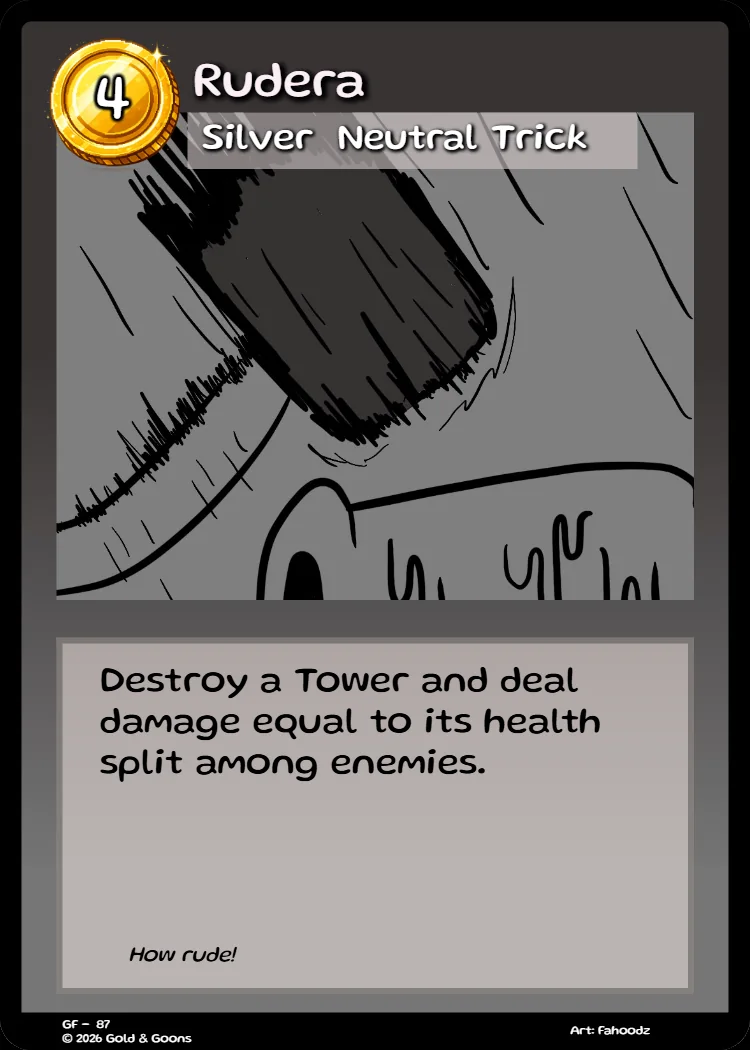 4
Rudera
Silver Neutral Trick
Destroy a Tower and deal
damage equal to its health
split among enemies.
How rude!
GF - 87
© 2026 Gold & Goons
Art: Fahoodz